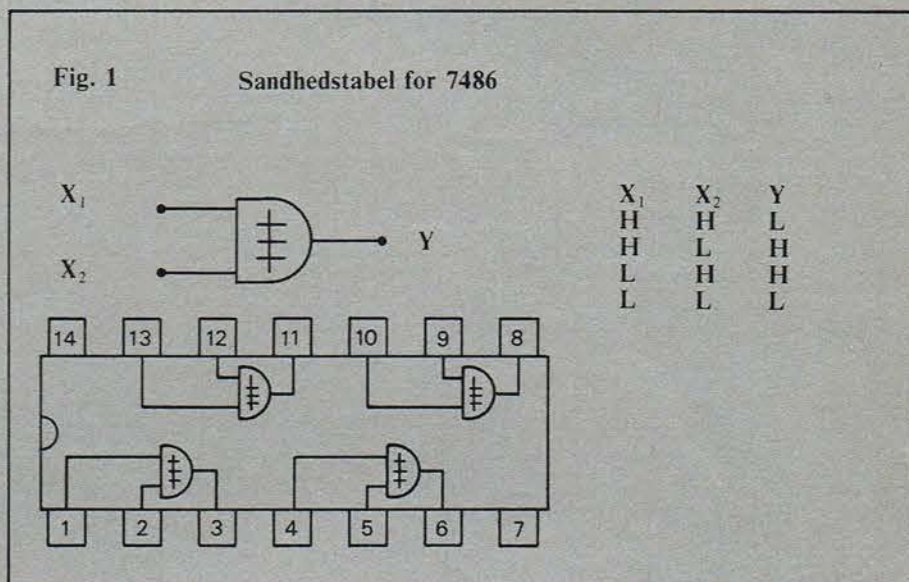 Fig. 1 Sandhedstabel for 7486
X₁
X₂
Y
X₁ X₂ Y
H H L
H L H
L H H
L L L
14 13 12 11 10 9 8
1 2 3 4 5 6 7